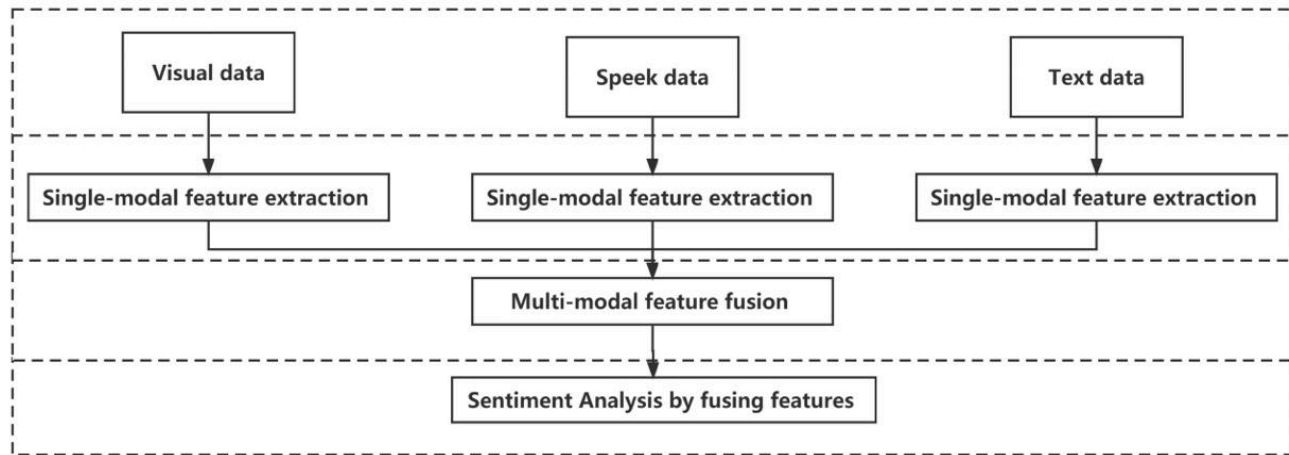 Visual data
Speek data
Text data
Single-modal feature extraction
Single-modal feature extraction
Single-modal feature extraction
Multi-modal feature fusion
Sentiment Analysis by fusing features